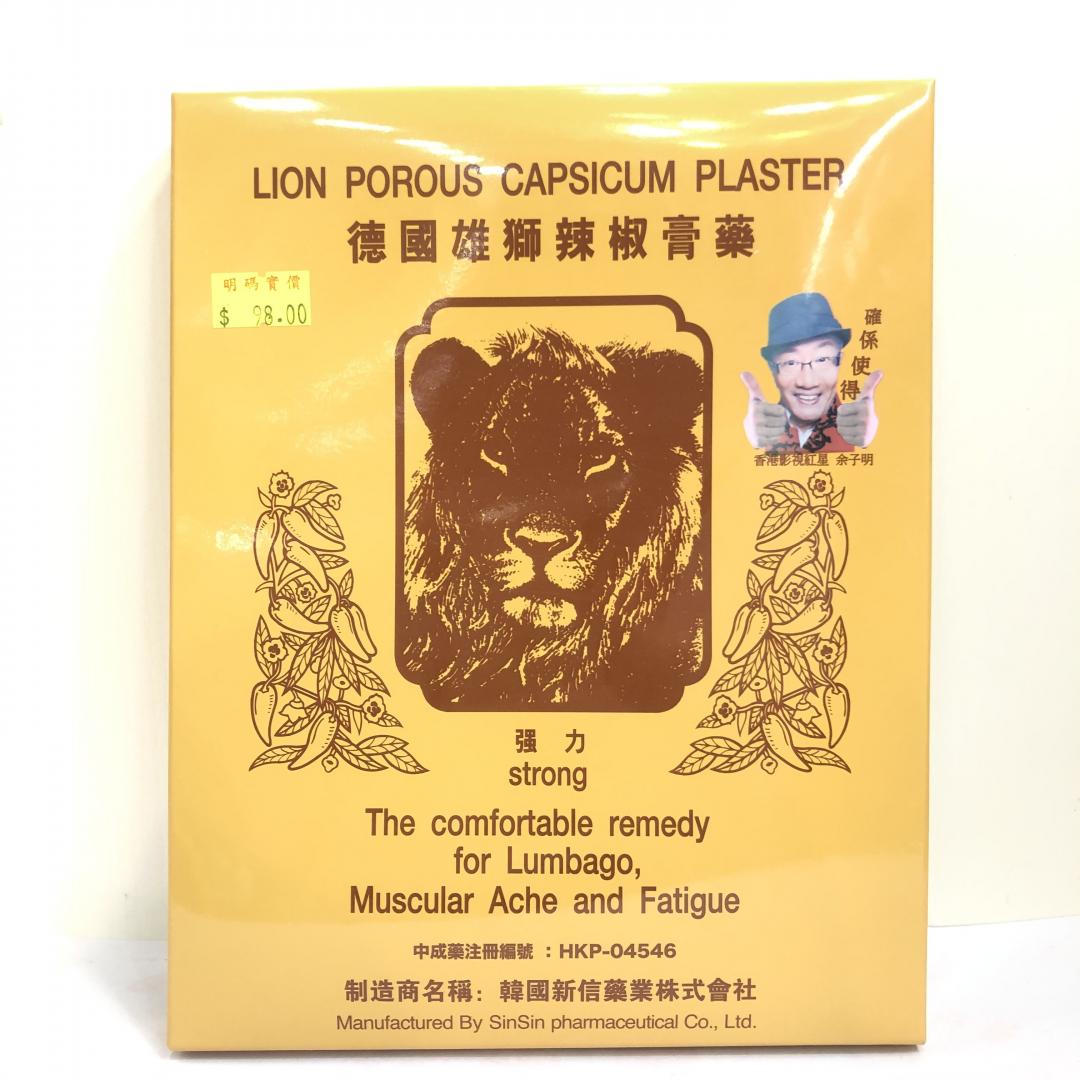 LION POROUS CAPSICUM PLASTER
德國雄獅辣椒膏藥
明碼實價
$ 98.00
確係使得
香港影視紅星 余子明
强 力
strong
The comfortable remedy
for Lumbago,
Muscular Ache and Fatigue
中成藥注冊編號 : HKP-04546
制造商名稱: 韓國新信藥業株式會社
Manufactured By SinSin pharmaceutical Co., Ltd.